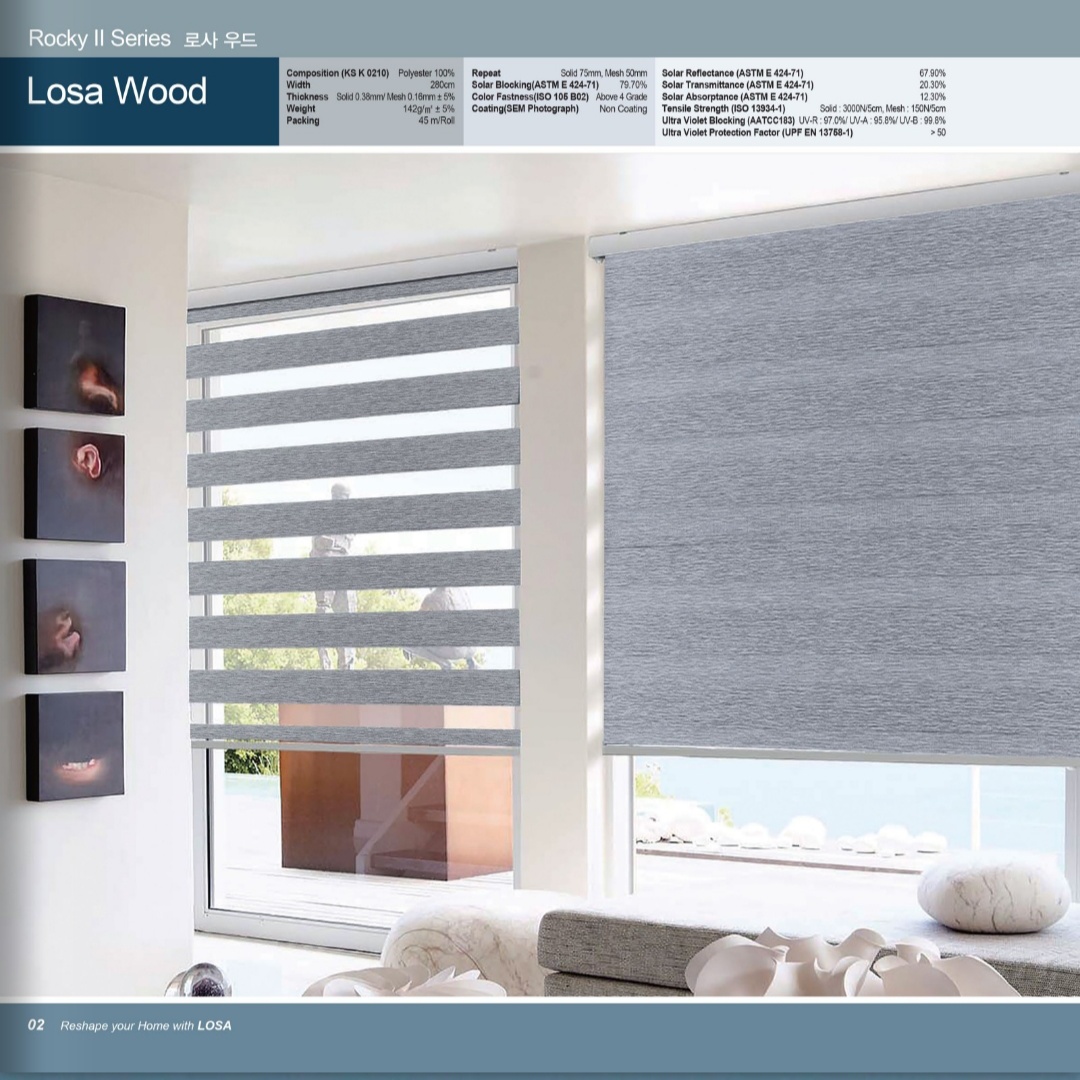 Rocky II Series 로사 우드
Losa Wood
Composition (KS K 0210) Polyester 100%
Width 280cm
Thickness Solid 0.38mm/ Mesh 0.16mm ± 5%
Weight 142g/㎡ ± 5%
Packing 45 m/Roll
Repeat Solid 75mm, Mesh 50mm
Solar Blocking(ASTM E 424-71) 79.70%
Color Fastness(ISO 105 B02) Above 4 Grade
Coating(SEM Photograph) Non Coating
Solar Reflectance (ASTM E 424-71) 67.90%
Solar Transmittance (ASTM E 424-71) 20.30%
Solar Absorptance (ASTM E 424-71) 12.30%
Tensile Strength (ISO 13934-1) Solid : 3000N/5cm, Mesh : 150N/5cm
Ultra Violet Blocking (AATCC183) UV-R : 97.0%/ UV-A : 95.8%/ UV-B : 99.8%
Ultra Violet Protection Factor (UPF EN 13758-1) > 50
02 Reshape your Home with LOSA